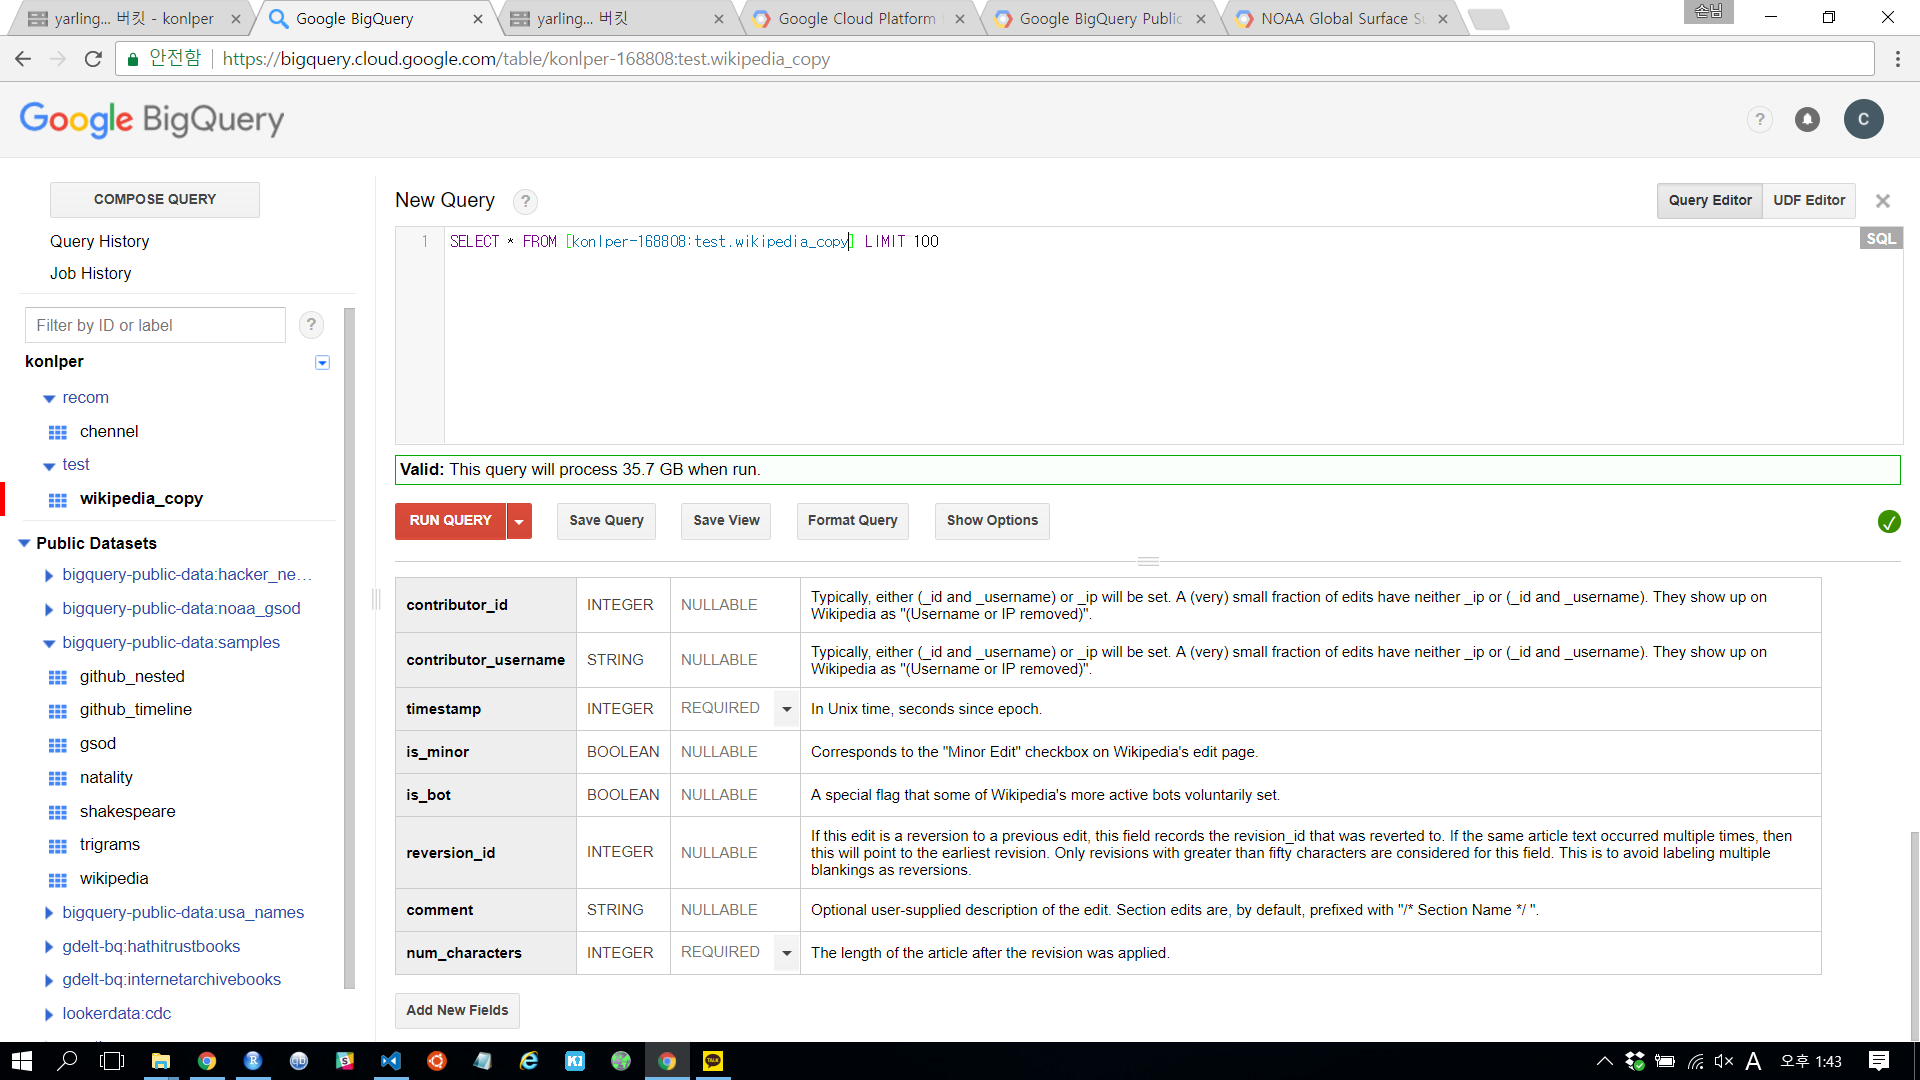 yarling... 버킷 - konlper
Google BigQuery
yarling... 버킷
Google Cloud Platform
Google BigQuery Public
NOAA Global Surface Su
손님
안전함
https://bigquery.cloud.google.com/table/konlper-168808:test.wikipedia_copy
Google BigQuery
?
C
COMPOSE QUERY
Query History
Job History
Filter by ID or label
?
konlper
recom
chennel
test
wikipedia_copy
Public Datasets
bigquery-public-data:hacker_ne...
bigquery-public-data:noaa_gsod
bigquery-public-data:samples
github_nested
github_timeline
gsod
natality
shakespeare
trigrams
wikipedia
bigquery-public-data:usa_names
gdelt-bq:hathitrustbooks
gdelt-bq:internetarchivebooks
lookerdata:cdc
New Query
?
Query Editor
UDF Editor
1
SELECT * FROM [konlper-168808:test.wikipedia_copy] LIMIT 100
SQL
Valid: This query will process 35.7 GB when run.
RUN QUERY
Save Query
Save View
Format Query
Show Options
contributor_id INTEGER NULLABLE Typically, either (_id and _username) or _ip will be set. A (very) small fraction of edits have neither _ip or (_id and _username). They show up on
Wikipedia as "(Username or IP removed)".
contributor_username STRING NULLABLE Typically, either (_id and _username) or _ip will be set. A (very) small fraction of edits have neither _ip or (_id and _username). They show up on
Wikipedia as "(Username or IP removed)".
timestamp INTEGER REQUIRED In Unix time, seconds since epoch.
is_minor BOOLEAN NULLABLE Corresponds to the "Minor Edit" checkbox on Wikipedia's edit page.
is_bot BOOLEAN NULLABLE A special flag that some of Wikipedia's more active bots voluntarily set.
reversion_id INTEGER NULLABLE If this edit is a reversion to a previous edit, this field records the revision_id that was reverted to. If the same article text occurred multiple times, then
this will point to the earliest revision. Only revisions with greater than fifty characters are considered for this field. This is to avoid labeling multiple
blankings as reversions.
comment STRING NULLABLE Optional user-supplied description of the edit. Section edits are, by default, prefixed with "/* Section Name */ ".
num_characters INTEGER REQUIRED The length of the article after the revision was applied.
Add New Fields
A
오후 1:43